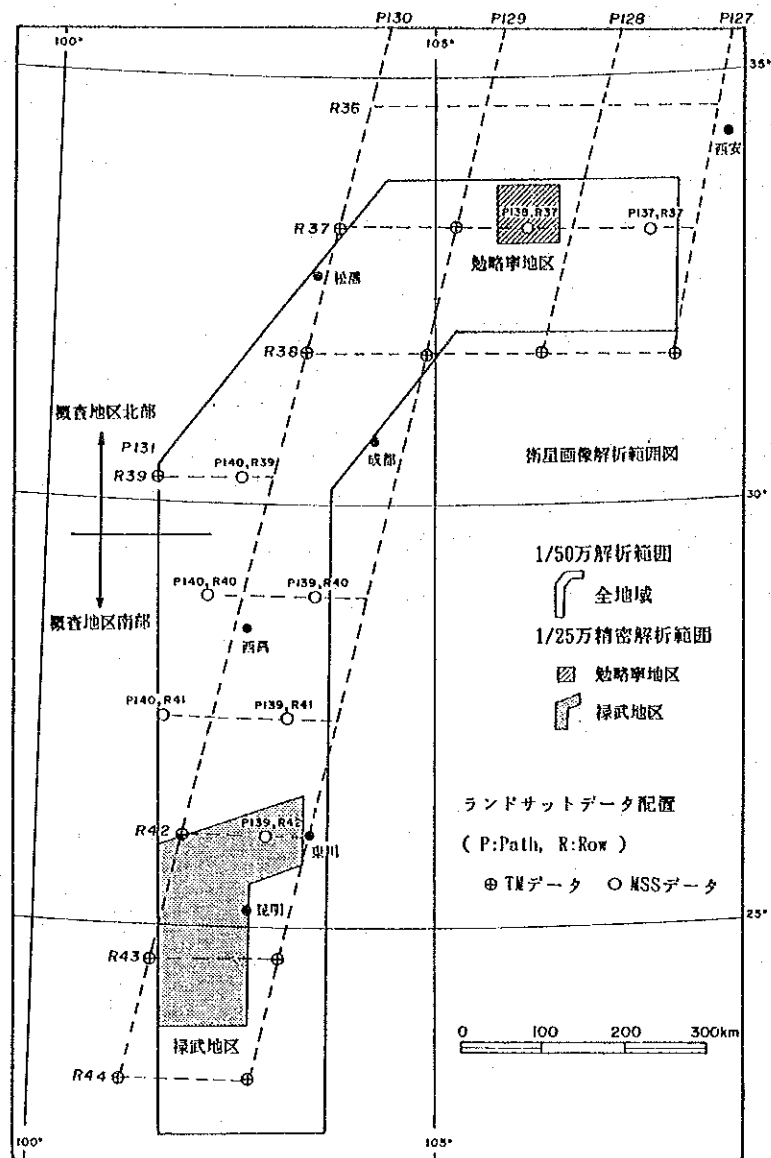 P130
P129
P128
P127
100°
105°
35°
R36
西安
P138,R37
P137,R37
R37
勉略寧地区
松潘
R38
概査地区北部
P131
成都
衛星画像解析範囲図
R39
P140,R39
30°
1/50万解析範囲
P140,R40
P139,R40
全地域
概査地区南部
西昌
1/25万精密解析範囲
勉略寧地区
P140,R41
P139,R41
禄武地区
ランドサットデータ配置
R42
P139,R42
東川
( P:Path, R:Row )
⊕ TMデータ ○ MSSデータ
昆明
25°
R43
0 100 200 300km
禄武地区
R44
100°
105°